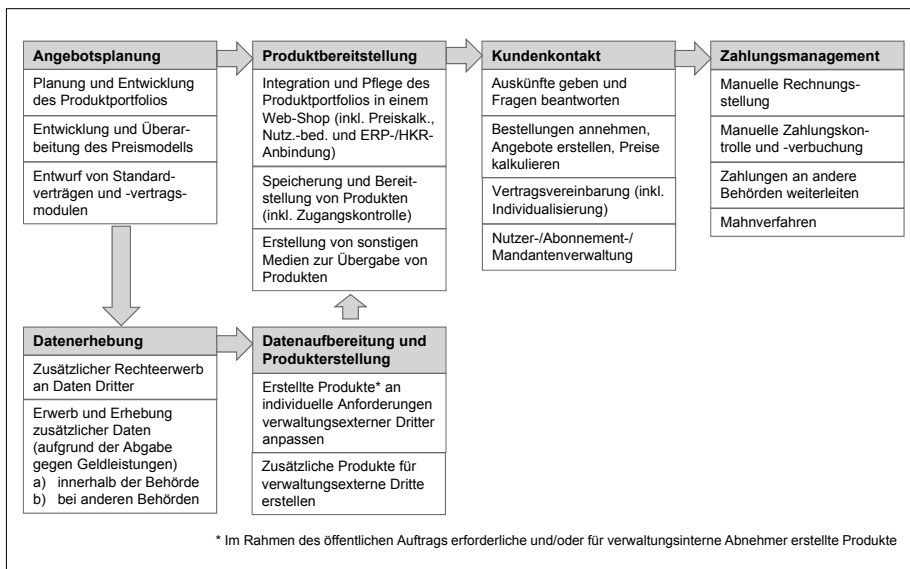 Angebotsplanung
Planung und Entwicklung
des Produktportfolios
Entwicklung und Überar-
beitung des Preismodells
Entwurf von Standard-
verträgen und -vertrags-
modulen
Produktbereitstellung
Integration und Pflege des
Produktportfolios in einem
Web-Shop (inkl. Preiskalk.,
Nutz.-bed. und ERP-/HKR-
Anbindung)
Speicherung und Bereit-
stellung von Produkten
(inkl. Zugangskontrolle)
Erstellung von sonstigen
Medien zur Übergabe von
Produkten
Kundenkontakt
Auskünfte geben und
Fragen beantworten
Bestellungen annehmen,
Angebote erstellen, Preise
kalkulieren
Vertragsvereinbarung (inkl.
Individualisierung)
Nutzer-/Abonnement-/
Mandantenverwaltung
Zahlungsmanagement
Manuelle Rechnungs-
stellung
Manuelle Zahlungskon-
trolle und -verbuchung
Zahlungen an andere
Behörden weiterleiten
Mahnverfahren
Datenerhebung
Zusätzlicher Rechteerwerb
an Daten Dritter
Erwerb und Erhebung
zusätzlicher Daten
(aufgrund der Abgabe
gegen Geldleistungen)
a) innerhalb der Behörde
b) bei anderen Behörden
Datenaufbereitung und
Produkterstellung
Erstellte Produkte* an
individuelle Anforderungen
verwaltungsexterner Dritter
anpassen
Zusätzliche Produkte für
verwaltungsexterne Dritte
erstellen
* Im Rahmen des öffentlichen Auftrags erforderliche und/oder für verwaltungsinterne Abnehmer erstellte Produkte